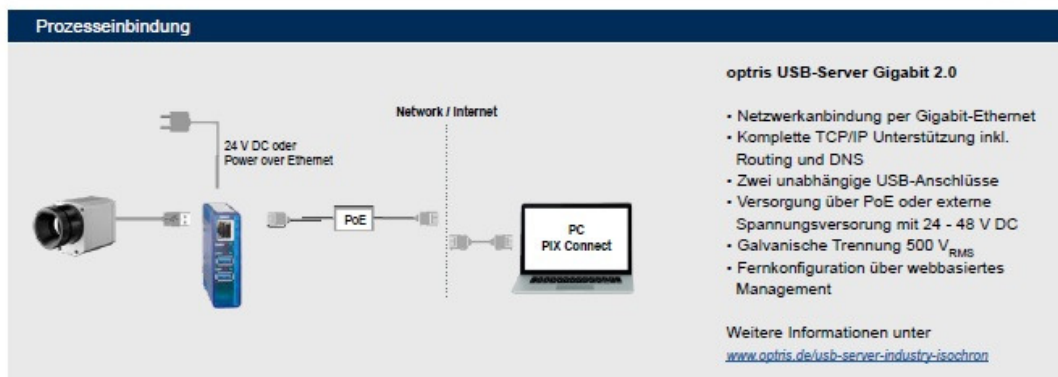 Prozesseinbindung
24 V DC oder
Power over Ethernet
Network / Internet
PoE
PC
PIX Connect
optris USB-Server Gigabit 2.0
• Netzwerkanbindung per Gigabit-Ethernet
• Komplette TCP/IP Unterstützung inkl.
Routing und DNS
• Zwei unabhängige USB-Anschlüsse
• Versorgung über PoE oder externe
Spannungsversorung mit 24 - 48 V DC
• Galvanische Trennung 500 VRMS
• Fernkonfiguration über webbasiertes
Management
Weitere Informationen unter
www.optris.de/usb-server-industry-isochron